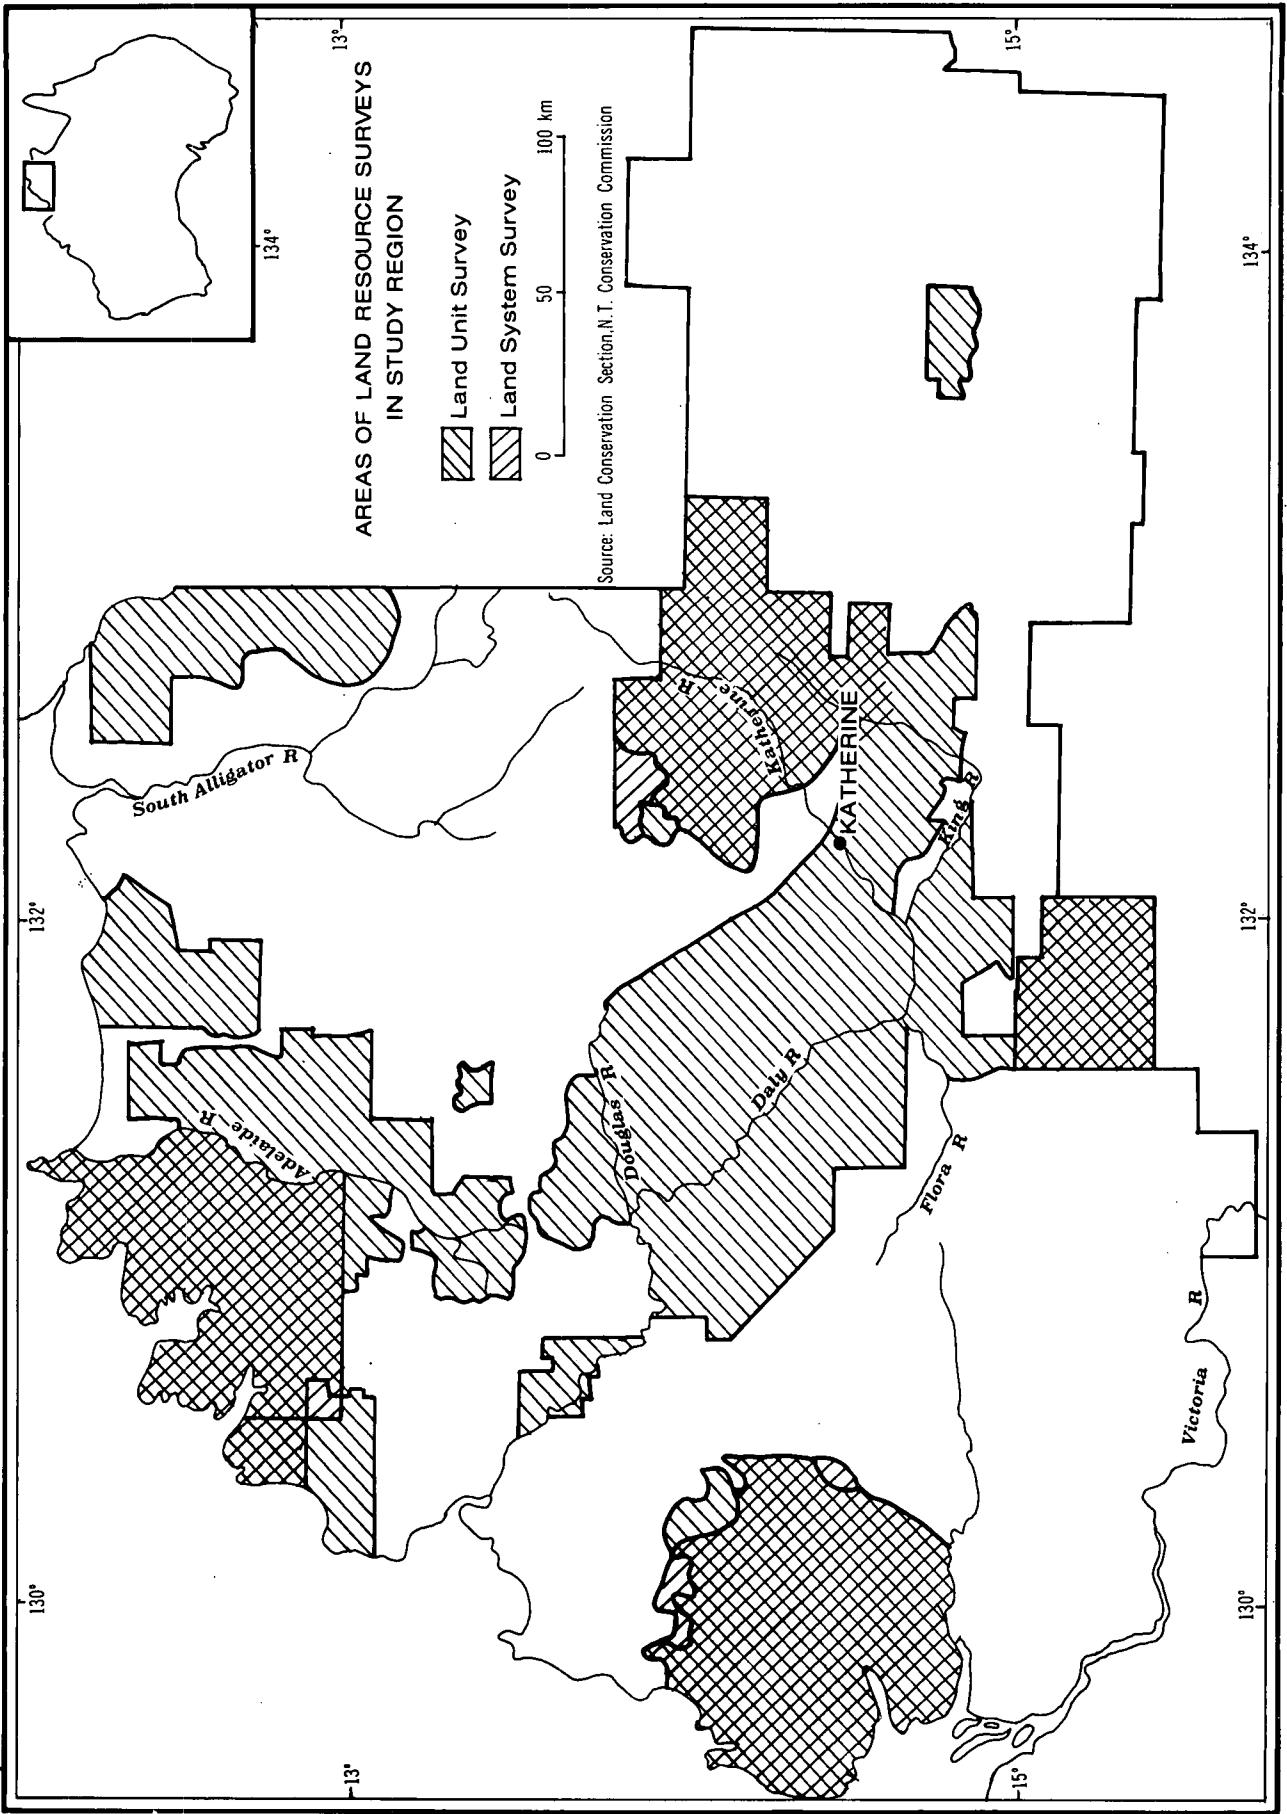 AREAS OF LAND RESOURCE SURVEYS
IN STUDY REGION
Land Unit Survey
Land System Survey
0 50 100 km
Source: Land Conservation Section, N.T. Conservation Commission
130°
132°
134°
13°
13°
15°
15°
130°
132°
134°
South Alligator R
Adelaide R
Douglas R
Daly R
Katherine R
KATHERINE
King R
Flora R
Victoria R